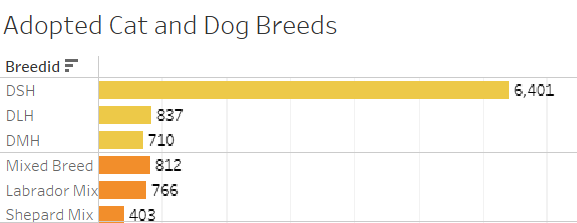 Adopted Cat and Dog Breeds
Breedid
DSH 6,401
DLH 837
DMH 710
Mixed Breed 812
Labrador Mix 766
Shepard Mix 403